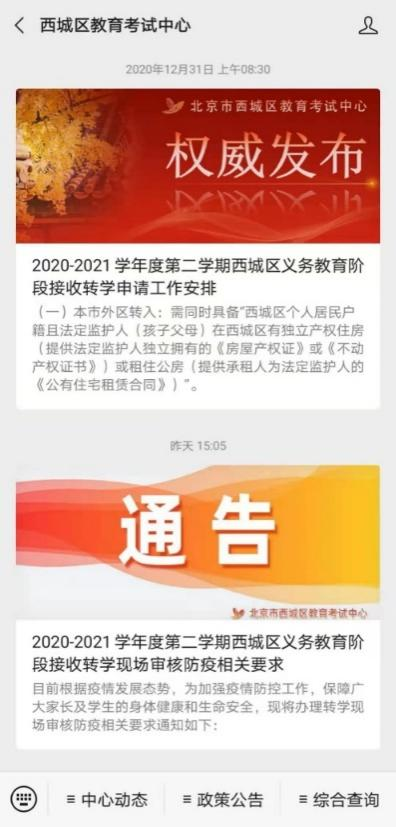 西城区教育考试中心
2020年12月31日 上午08:30
北京市西城区教育考试中心
权威发布
2020-2021 学年度第二学期西城区义务教育阶
段接收转学申请工作安排
（一）本市外区转入：需同时具备“西城区个人居民户
籍且法定监护人（孩子父母）在西城区有独立产权住房
（提供法定监护人独立拥有的《房屋产权证》或《不动
产权证书》）或租住公房（提供承租人为法定监护人的
《公有住宅租赁合同》）”。
昨天 15:05
通告
北京市西城区教育考试中心
2020-2021 学年度第二学期西城区义务教育阶
段接收转学现场审核防疫相关要求
目前根据疫情发展态势，为加强疫情防控工作，保障广
大家长及学生的身体健康和生命安全，现将办理转学现
场审核防疫相关要求通知如下：
中心动态 政策公告 综合查询